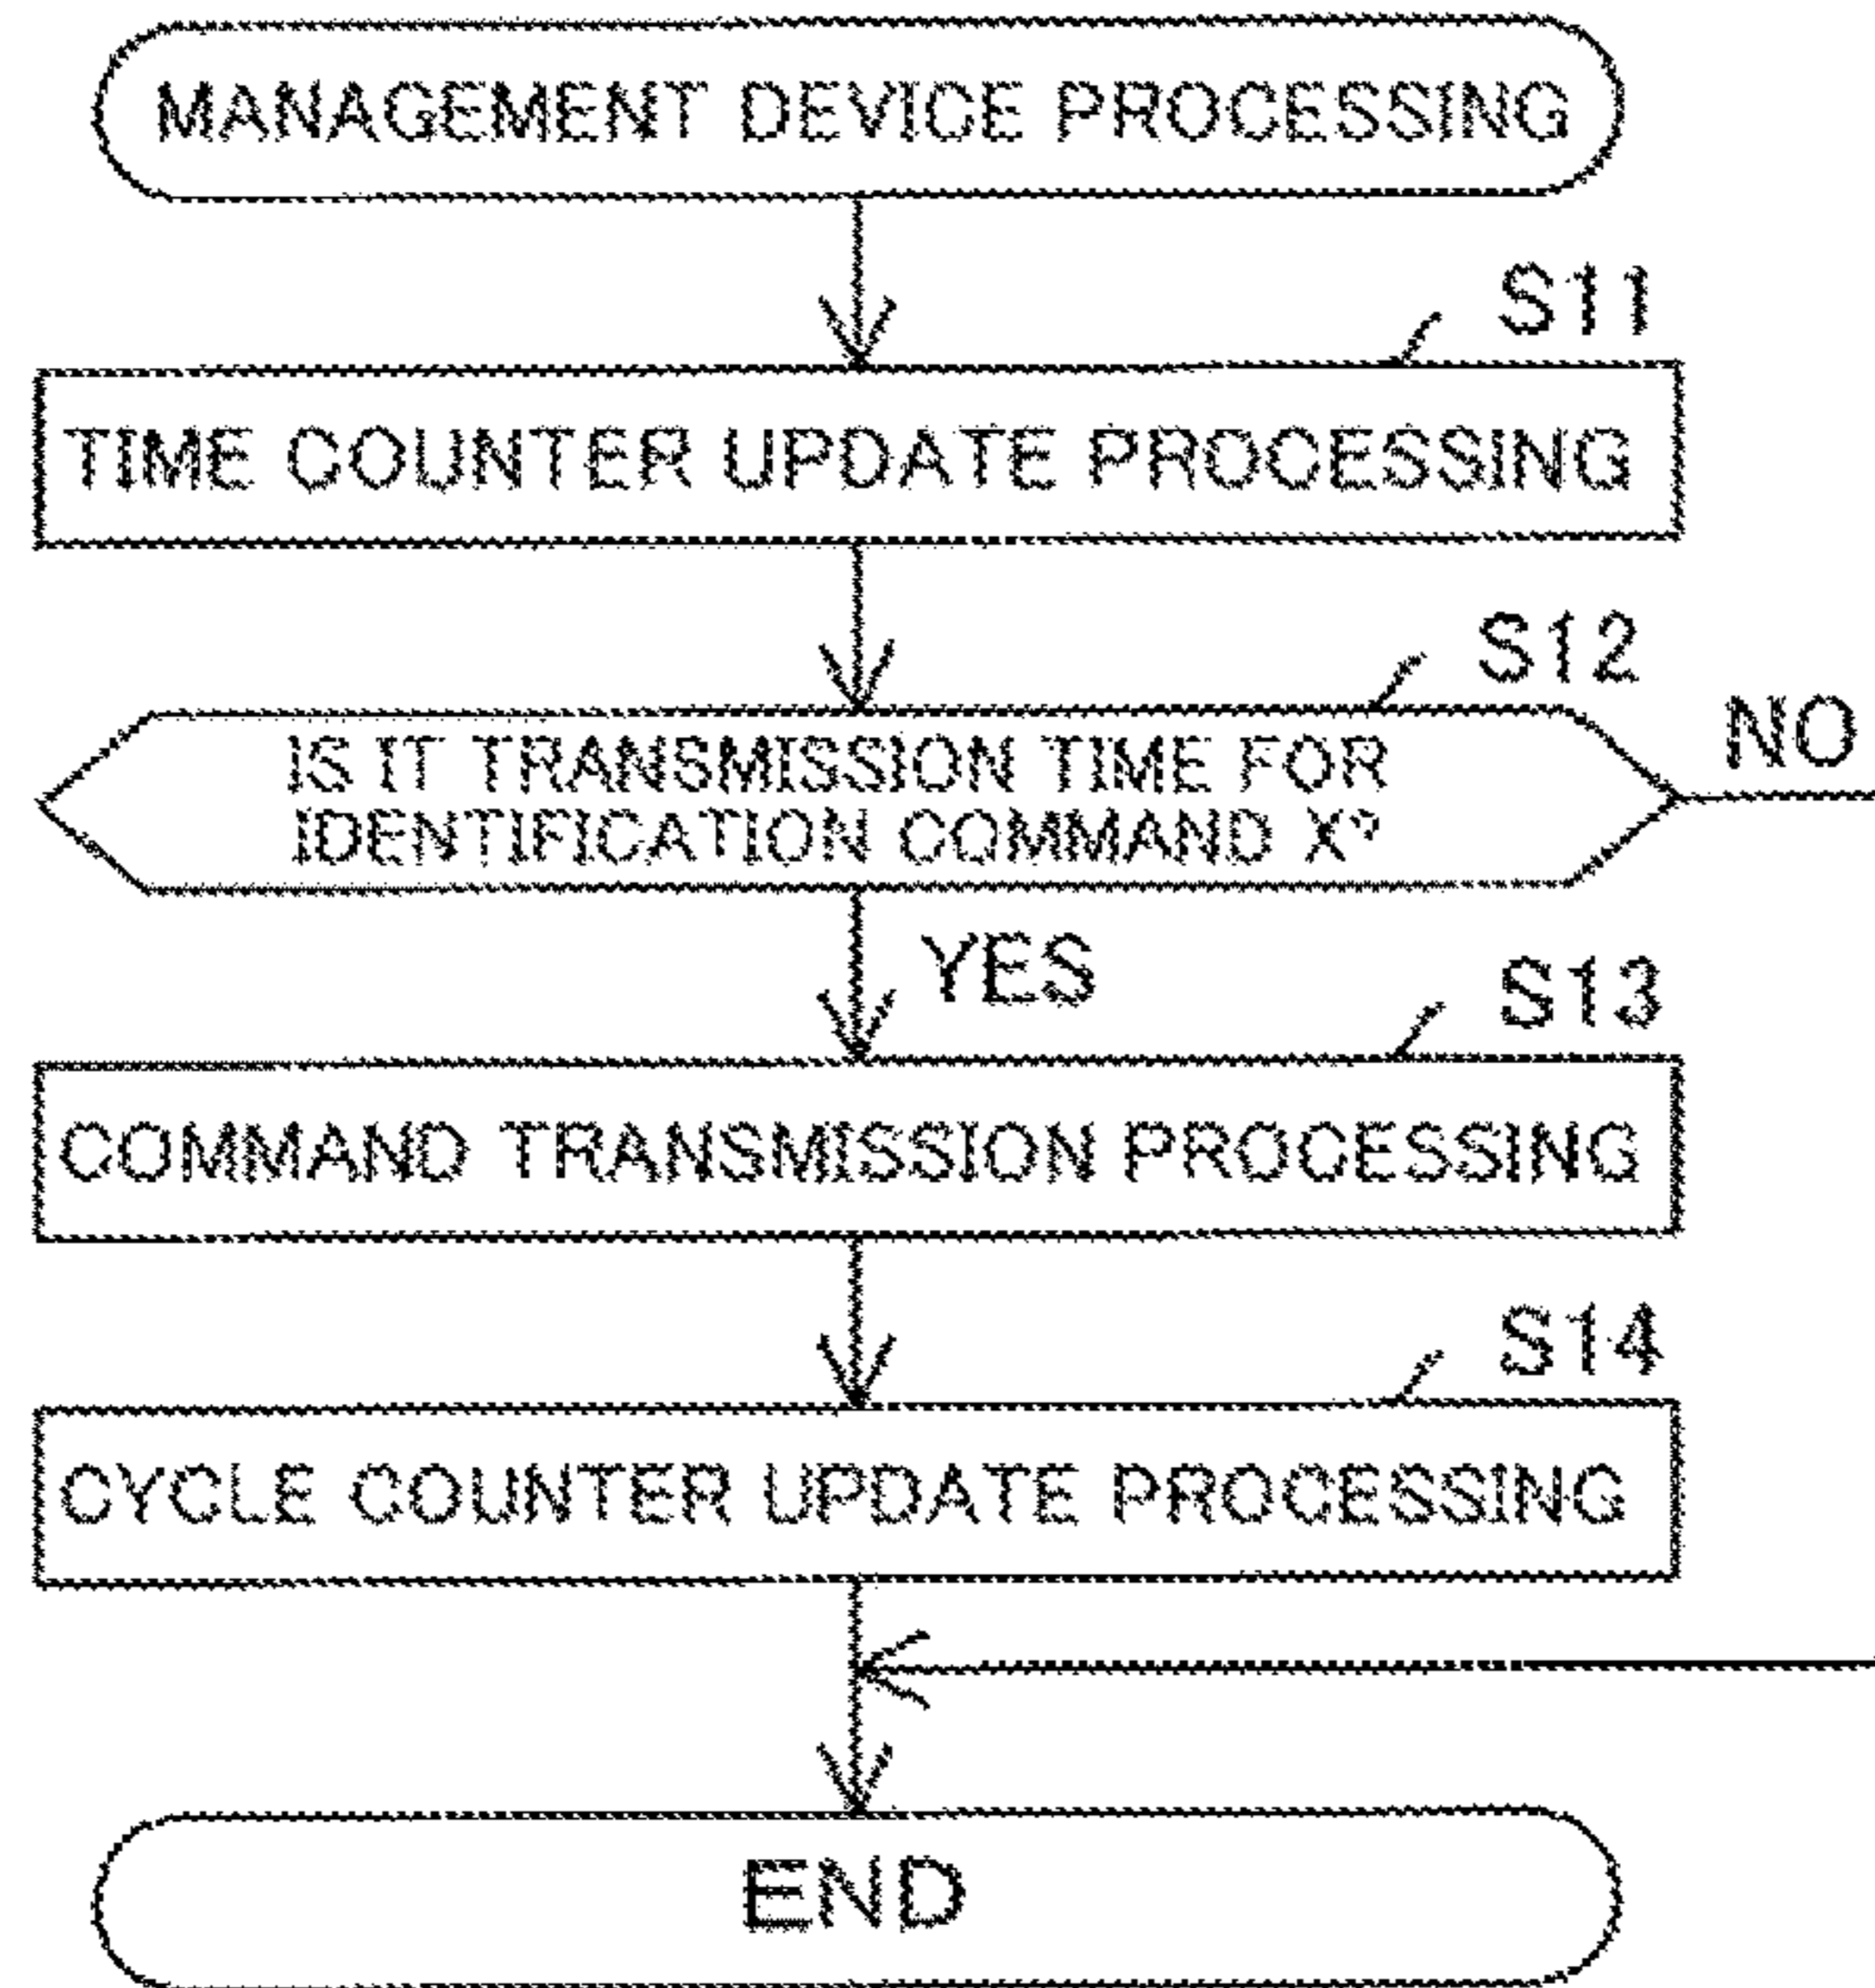 MANAGEMENT DEVICE PROCESSING
S11
TIME COUNTER UPDATE PROCESSING
S12
IS IT TRANSMISSION TIME FOR
IDENTIFICATION COMMAND X?
NO
YES
S13
COMMAND TRANSMISSION PROCESSING
S14
CYCLE COUNTER UPDATE PROCESSING
END